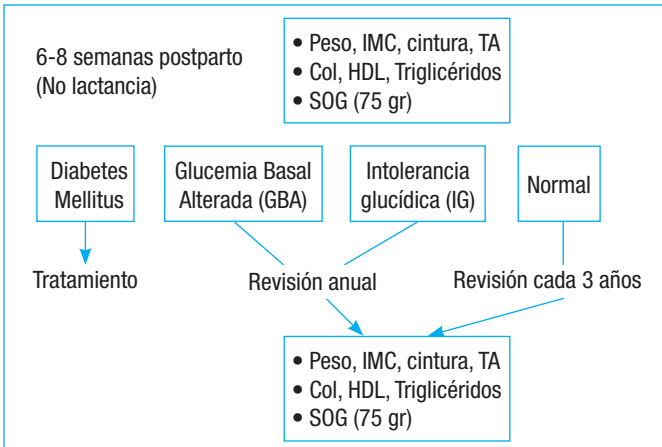 6-8 semanas postparto
(No lactancia)
• Peso, IMC, cintura, TA
• Col, HDL, Triglicéridos
• SOG (75 gr)
Diabetes
Mellitus
Glucemia Basal
Alterada (GBA)
Intolerancia
glucídica (IG)
Normal
Tratamiento
Revisión anual
Revisión cada 3 años
• Peso, IMC, cintura, TA
• Col, HDL, Triglicéridos
• SOG (75 gr)